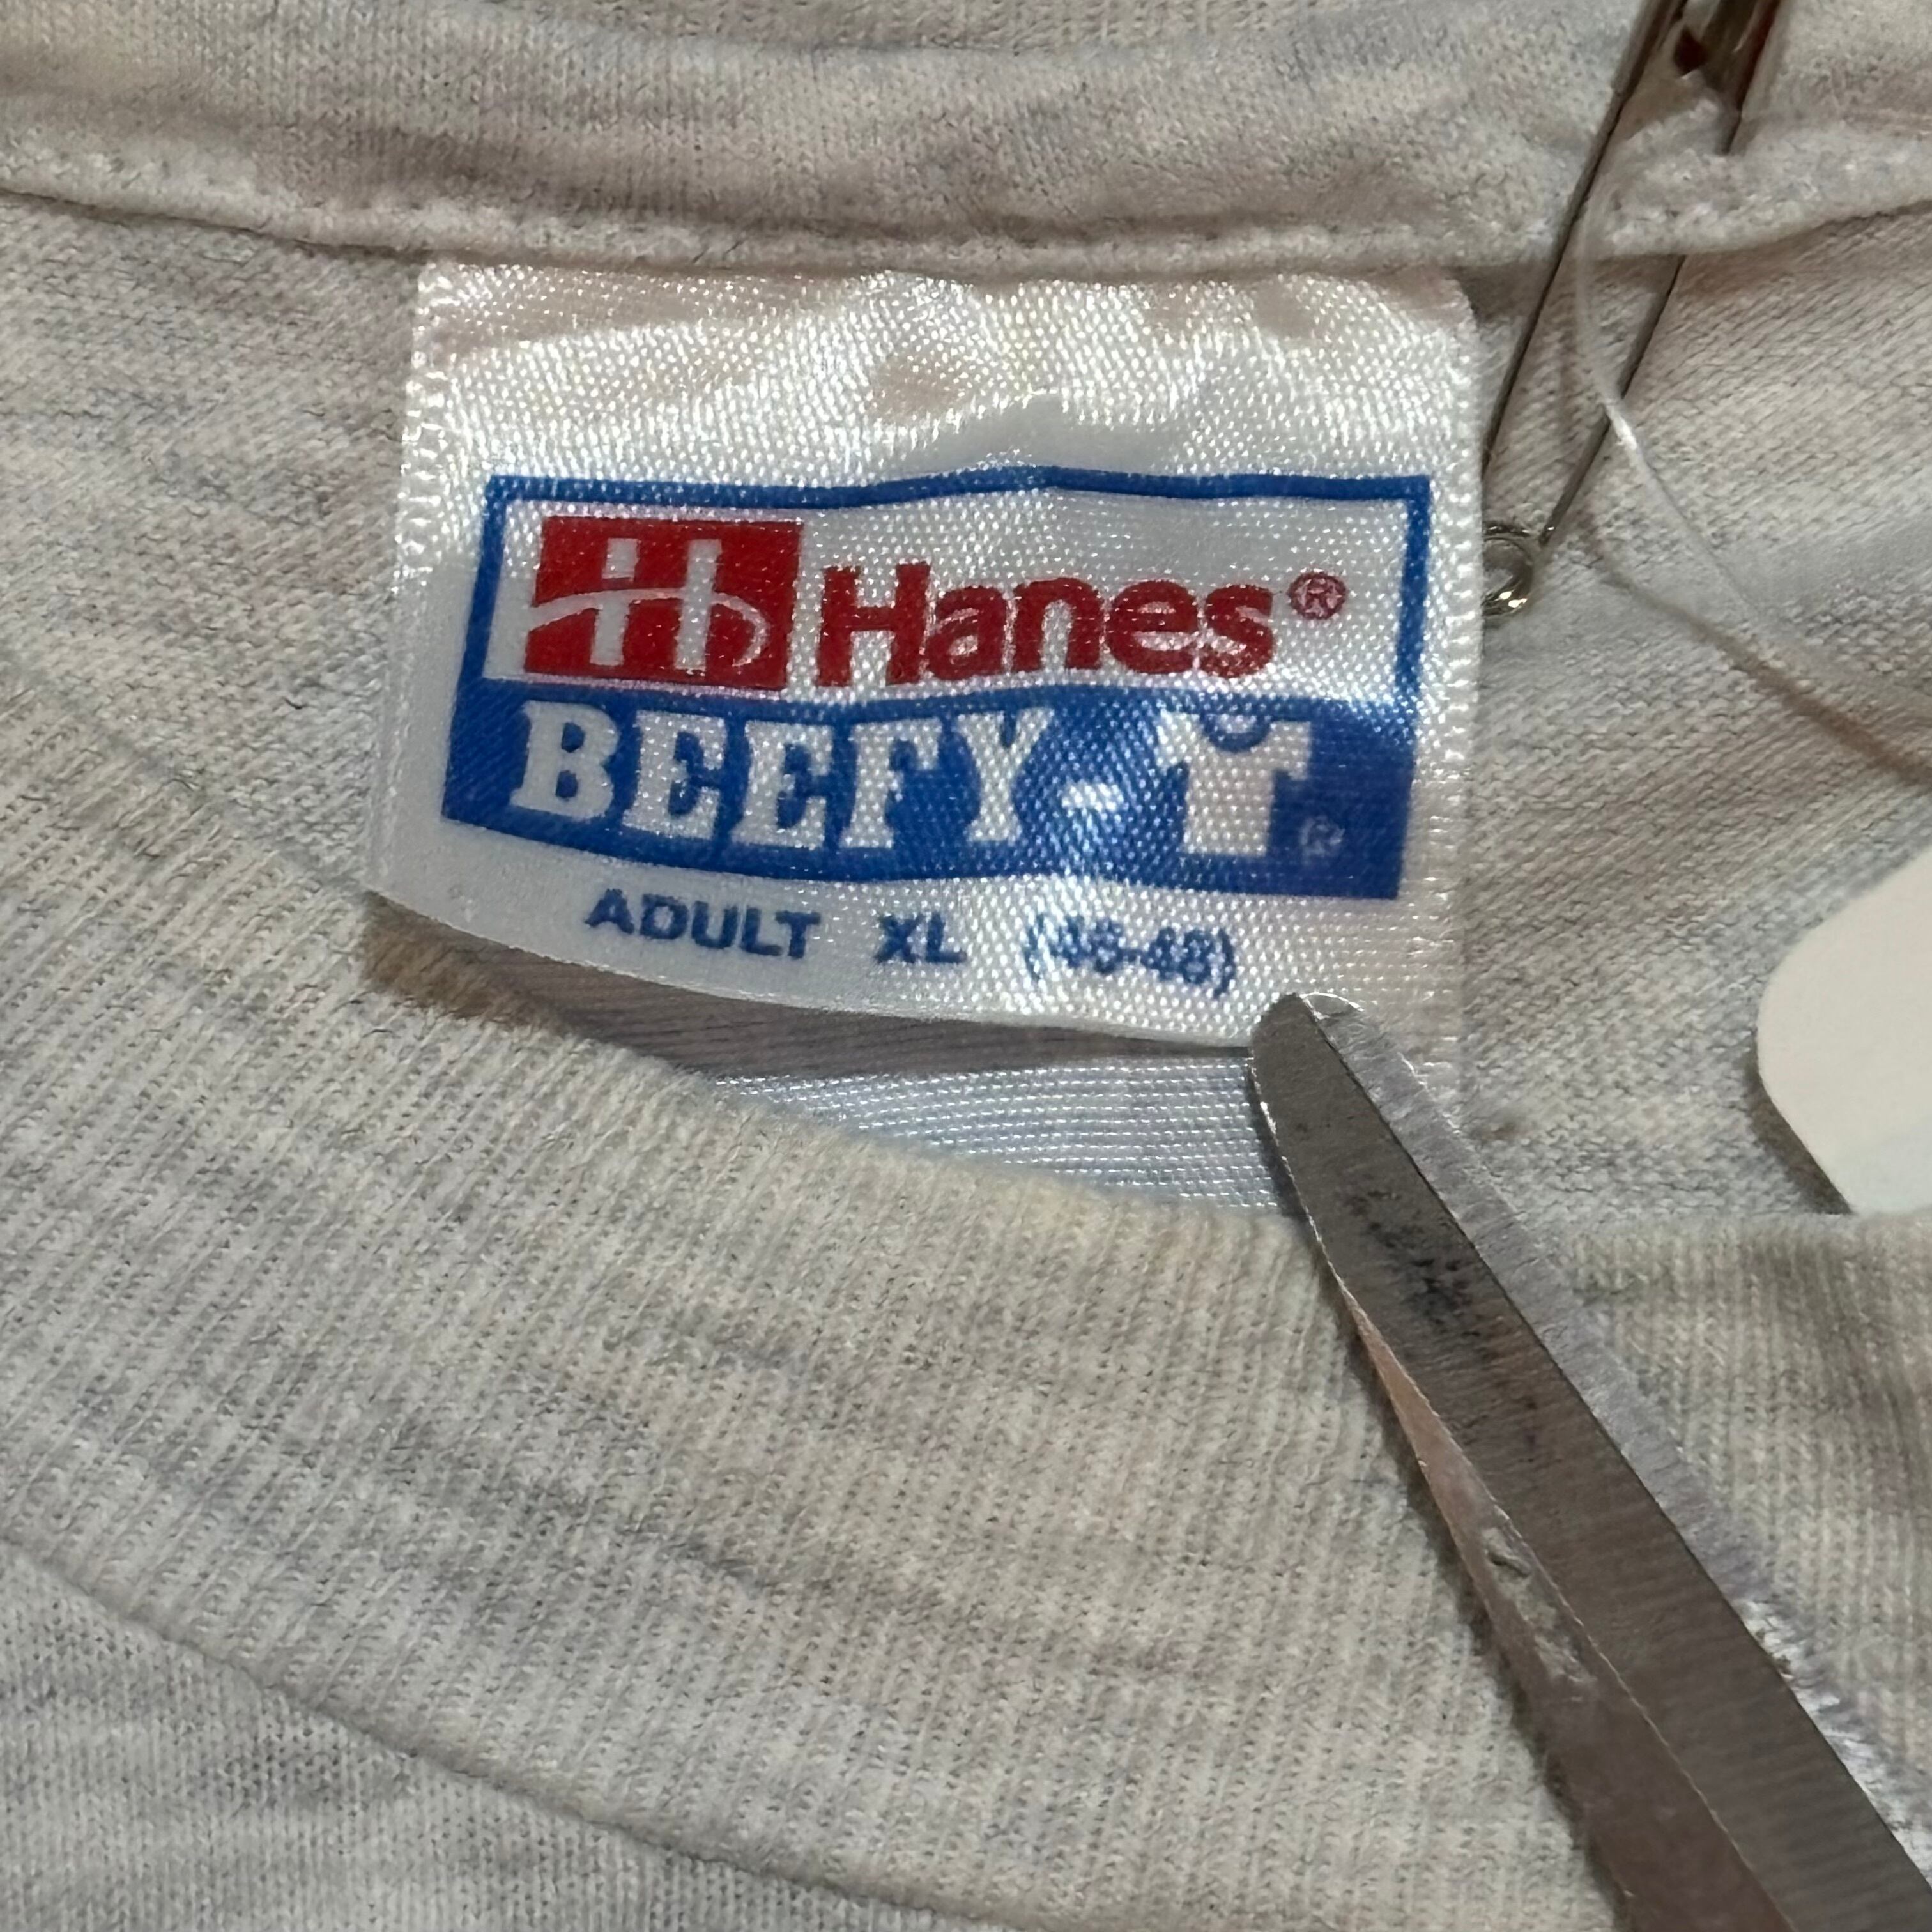 Hanes®
BEEFY-T®
ADULT XL (46-48)